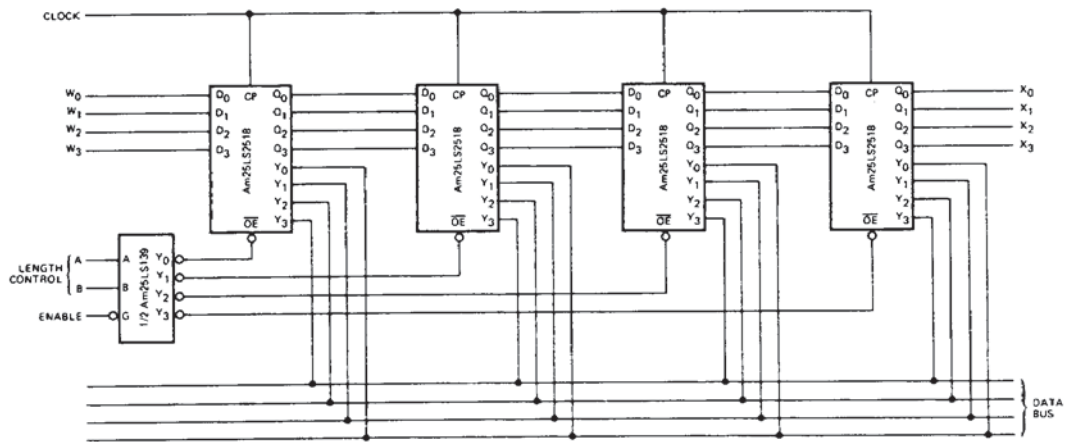 CLOCK
W0
W1
W2
W3
D0 CP Q0
D1 Q1
D2 Q2
D3 Q3
Y0
Y1
Y2
OE Y3
Am25LS2518
D0 CP Q0
D1 Q1
D2 Q2
D3 Q3
Y0
Y1
Y2
OE Y3
Am25LS2518
D0 CP Q0
D1 Q1
D2 Q2
D3 Q3
Y0
Y1
Y2
OE Y3
Am25LS2518
D0 CP Q0
D1 Q1
D2 Q2
D3 Q3
Y0
Y1
Y2
OE Y3
Am25LS2518
X0
X1
X2
X3
LENGTH
CONTROL
A
B
ENABLE
A Y0
Y1
B Y2
G Y3
1/2 Am25LS139
DATA
BUS